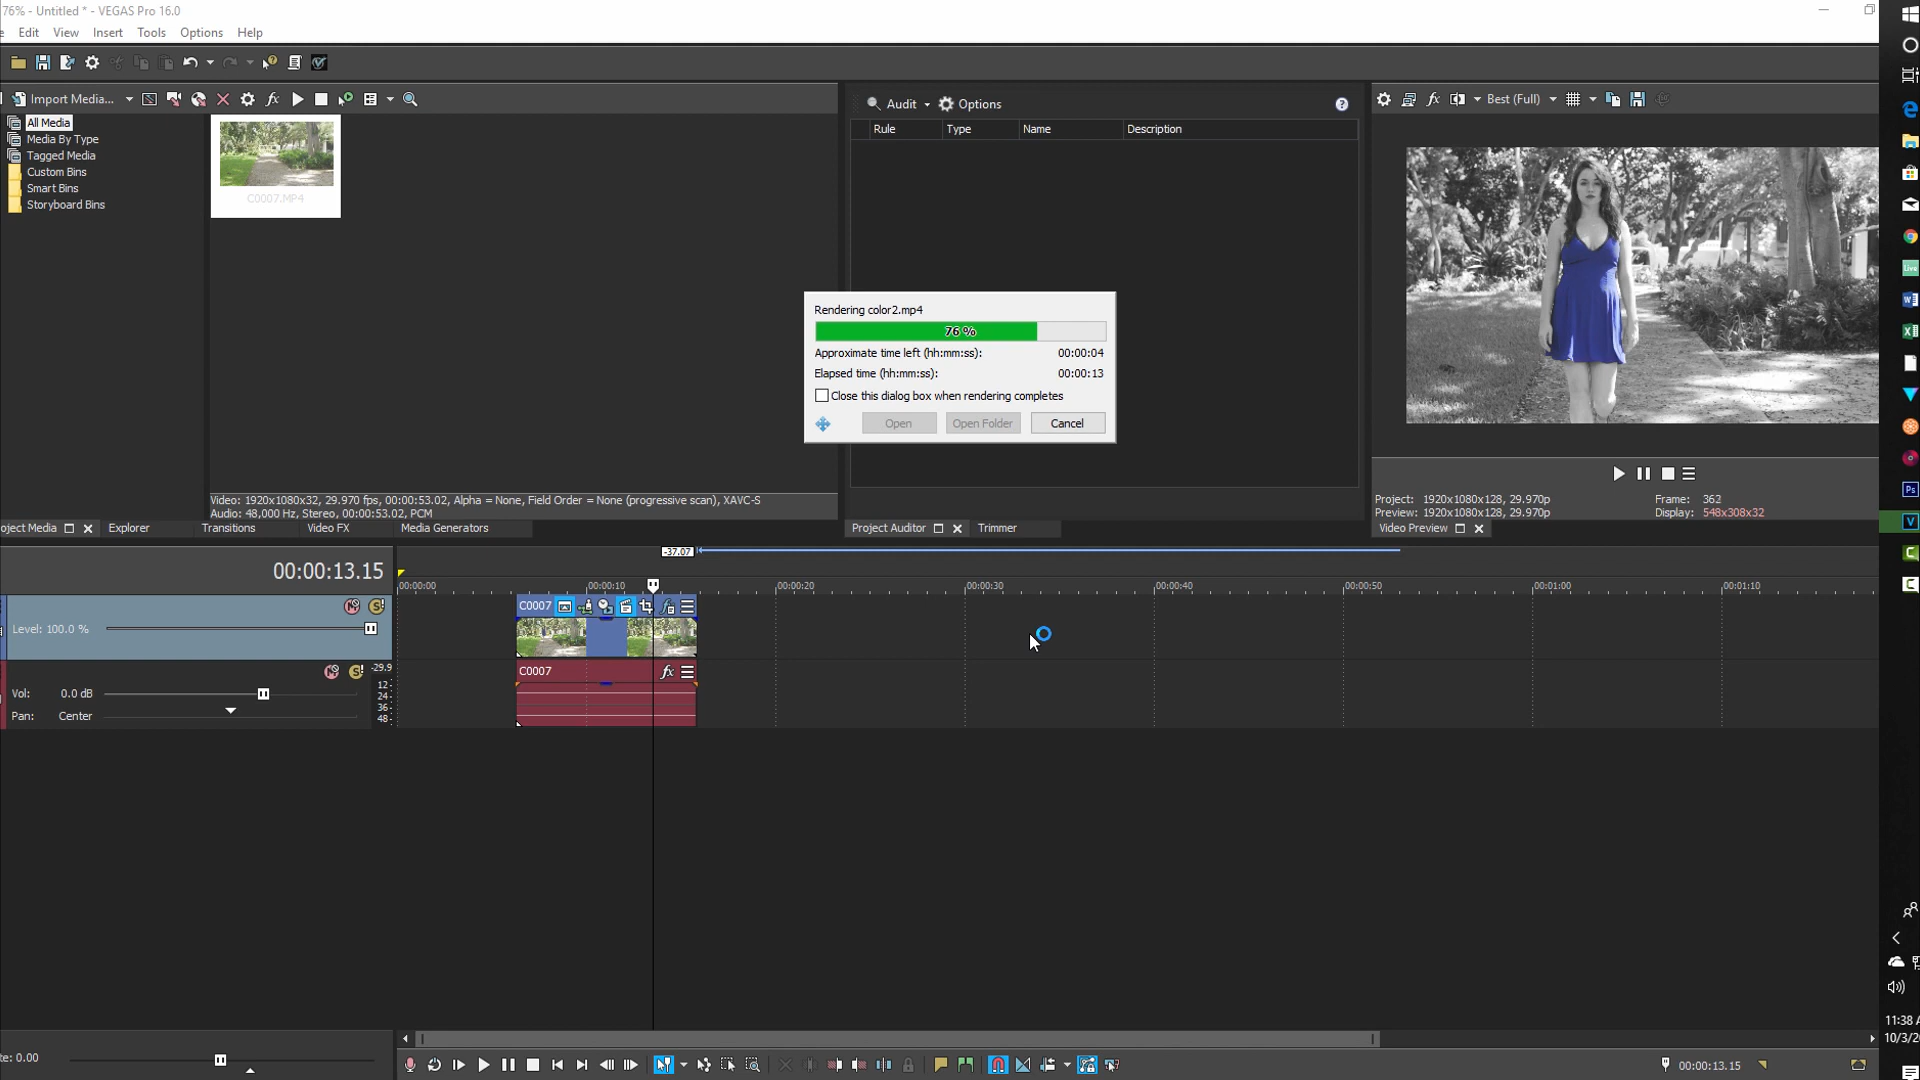 76% - Untitled * - VEGAS Pro 16.0
Edit View Insert Tools Options Help
Import Media...
All Media
Media By Type
Tagged Media
Custom Bins
Smart Bins
Storyboard Bins
C0007.MP4
Video: 1920x1080x32, 29.970 fps, 00:00:53.02, Alpha = None, Field Order = None (progressive scan), XAVC-S
Audio: 48,000 Hz, Stereo, 00:00:53.02, PCM
oject Media Explorer Transitions Video FX Media Generators
Audit Options
Rule Type Name Description
Rendering color2.mp4
76 %
Approximate time left (hh:mm:ss): 00:00:04
Elapsed time (hh:mm:ss): 00:00:13
Close this dialog box when rendering completes
Open Open Folder Cancel
Project Auditor Trimmer
Best (Full)
Project: 1920x1080x128, 29.970p Frame: 362
Preview: 1920x1080x128, 29.970p Display: 548x308x32
Video Preview
Live
Ps
V
-37.07
00:00:13.15
00:00:00 00:00:10 00:00:20 00:00:30 00:00:40 00:00:50 00:01:00 00:01:10
C0007
Level: 100.0 %
C0007 fx
-29.9
12
24
36
48
Vol: 0.0 dB
Pan: Center
te: 0.00
00:00:13.15
11:38 A
10/3/20